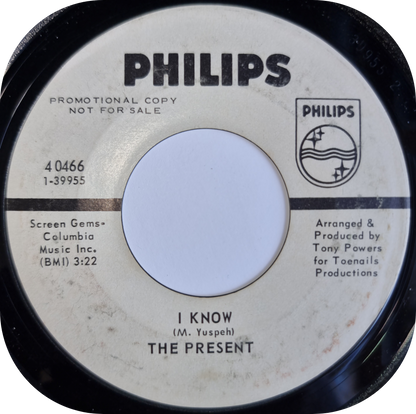 PHILIPS
PROMOTIONAL COPY
NOT FOR SALE
PHILIPS
40466
1-39955
Screen Gems-
Columbia
Music Inc.
(BMI) 3:22
Arranged &
Produced by
Tony Powers
for Toenails
Productions
I KNOW
(M. Yuspeh)
THE PRESENT